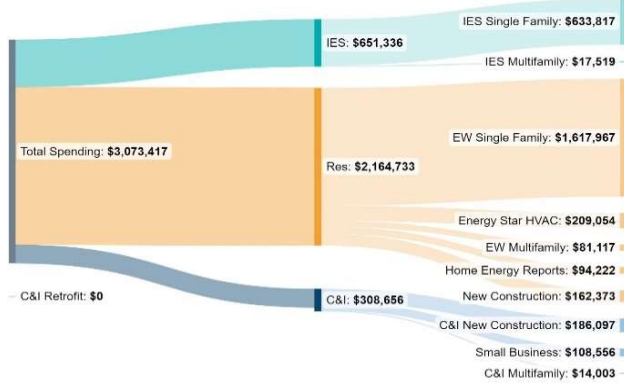 IES Single Family: $633,817
IES: $651,336
IES Multifamily: $17,519
EW Single Family: $1,617,967
Total Spending: $3,073,417
Res: $2,164,733
Energy Star HVAC: $209,054
EW Multifamily: $81,117
Home Energy Reports: $94,222
C&I Retrofit: $0
C&I: $308,656
New Construction: $162,373
C&I New Construction: $186,097
Small Business: $108,556
C&I Multifamily: $14,003